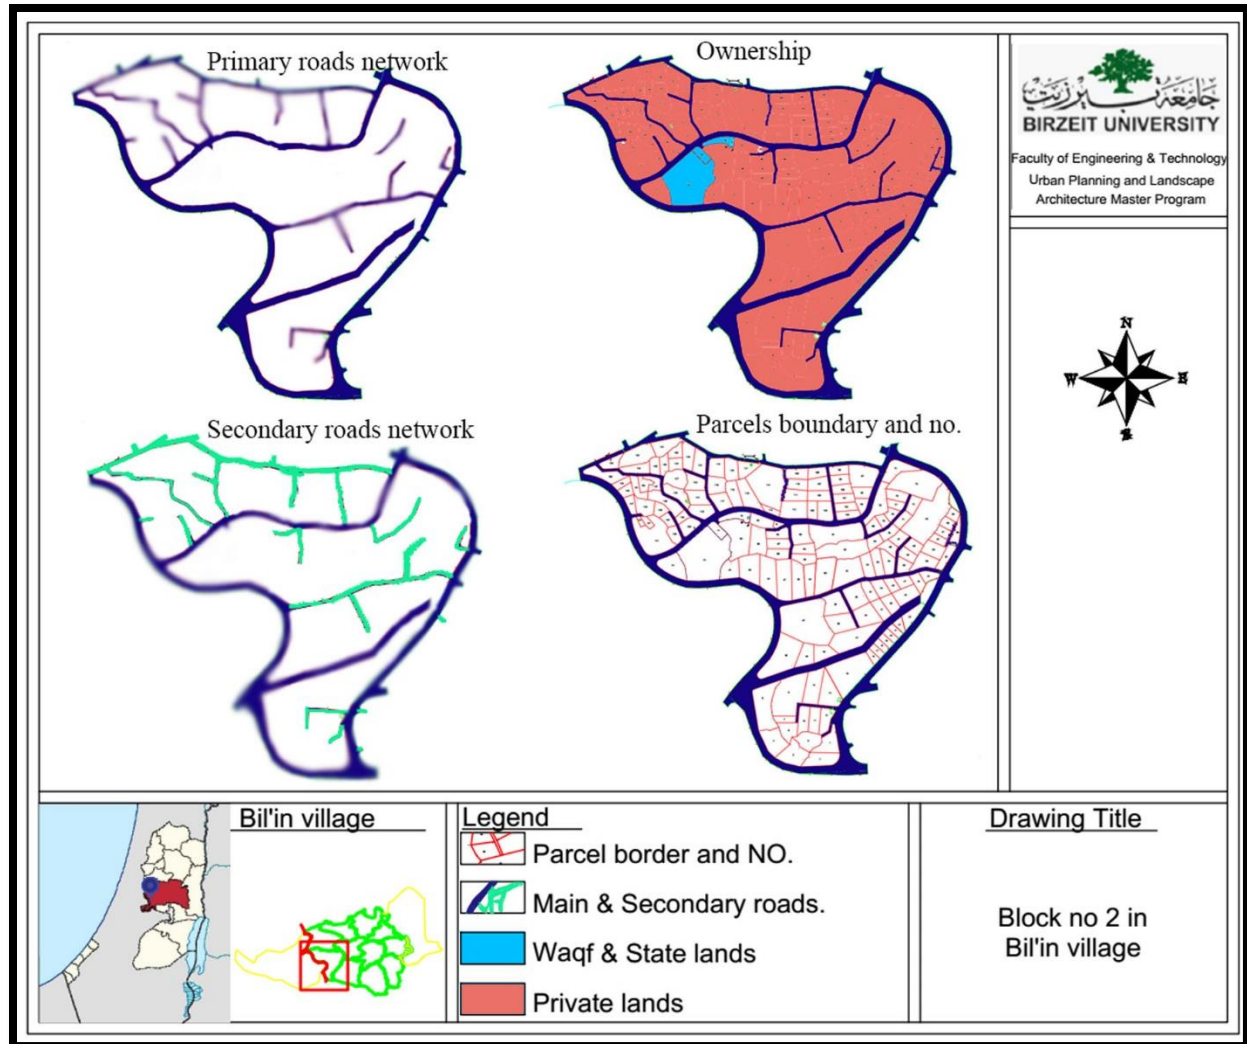 Primary roads network
Ownership
Secondary roads network
Parcels boundary and no.
جامعة بيرزيت
BIRZEIT UNIVERSITY
Faculty of Engineering & Technology
Urban Planning and Landscape
Architecture Master Program
N
W
E
S
Bil'in village
Legend
Parcel border and NO.
Main & Secondary roads.
Waqf & State lands
Private lands
Drawing Title
Block no 2 in
Bil'in village